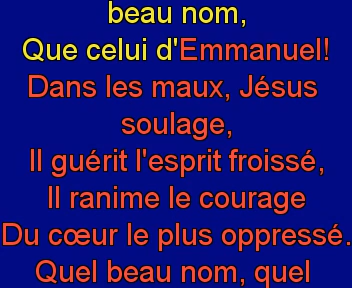 beau nom,
Que celui d'Emmanuel!
Dans les maux, Jésus
soulage,
Il guérit l'esprit froissé,
Il ranime le courage
Du cœur le plus oppressé.
Quel beau nom, quel